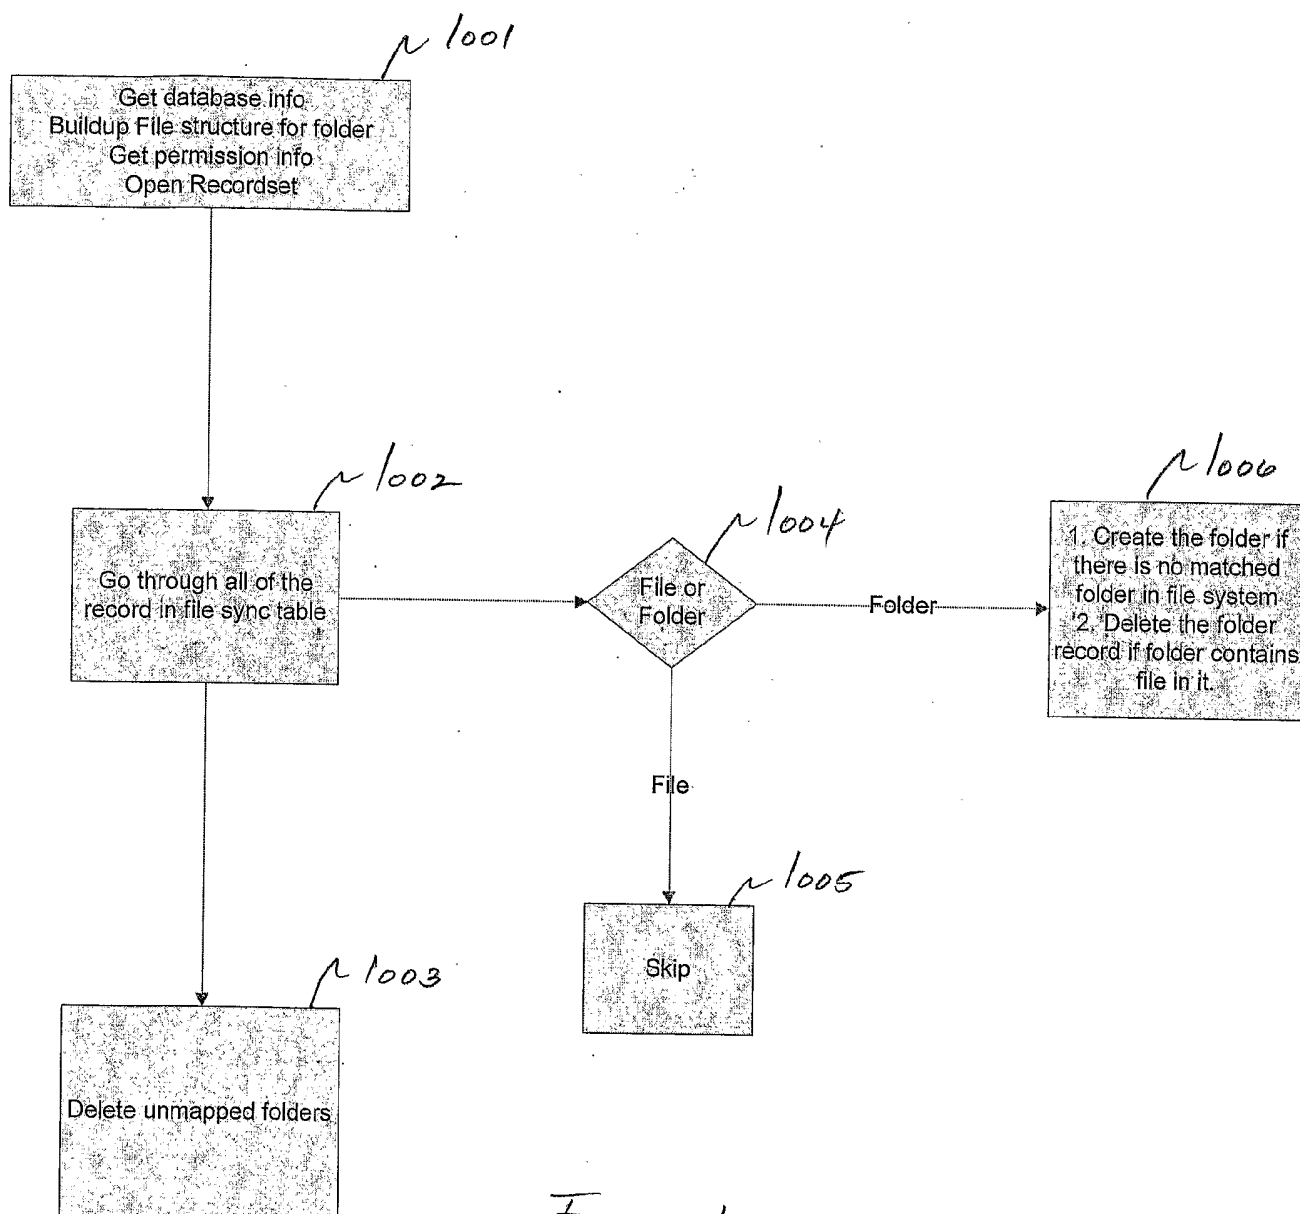 1001
Get database info
Buildup File structure for folder
Get permission info
Open Recordset
1002
Go through all of the
record in file sync table
1004
File or
Folder
Folder
1006
1. Create the folder if
there is no matched
folder in file system
2. Delete the folder
record if folder contains
file in it.
File
1005
Skip
1003
Delete unmapped folders